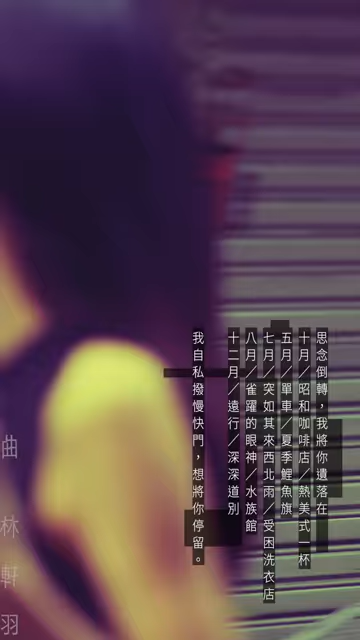 思念倒轉，我將你遺落在
十月／昭和咖啡店／熱美式一杯
五月／單車／夏季鯉魚旗
七月／突如其來西北雨／受困洗衣店
八月／雀躍的眼神／水族館
十二月／遠行／深深道別
我自私撥慢快門，想將你停留。
曲 林軒羽